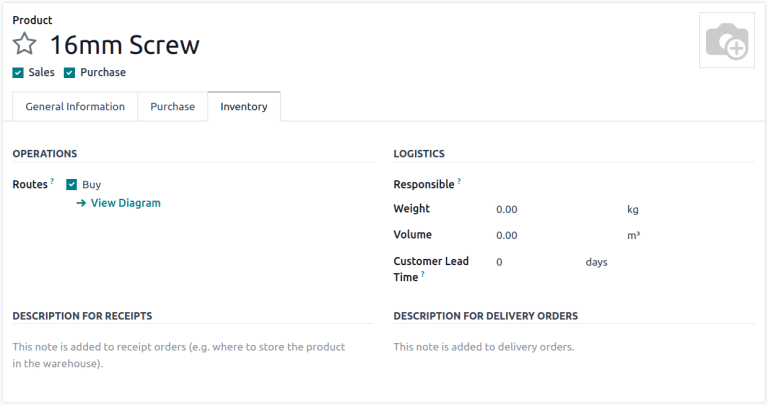 Product
16mm Screw
Sales Purchase
General Information Purchase Inventory
OPERATIONS
Routes ? Buy
→ View Diagram
LOGISTICS
Responsible ?
Weight 0.00 kg
Volume 0.00 m³
Customer Lead 0 days
Time ?
DESCRIPTION FOR RECEIPTS
This note is added to receipt orders (e.g. where to store the product
in the warehouse).
DESCRIPTION FOR DELIVERY ORDERS
This note is added to delivery orders.